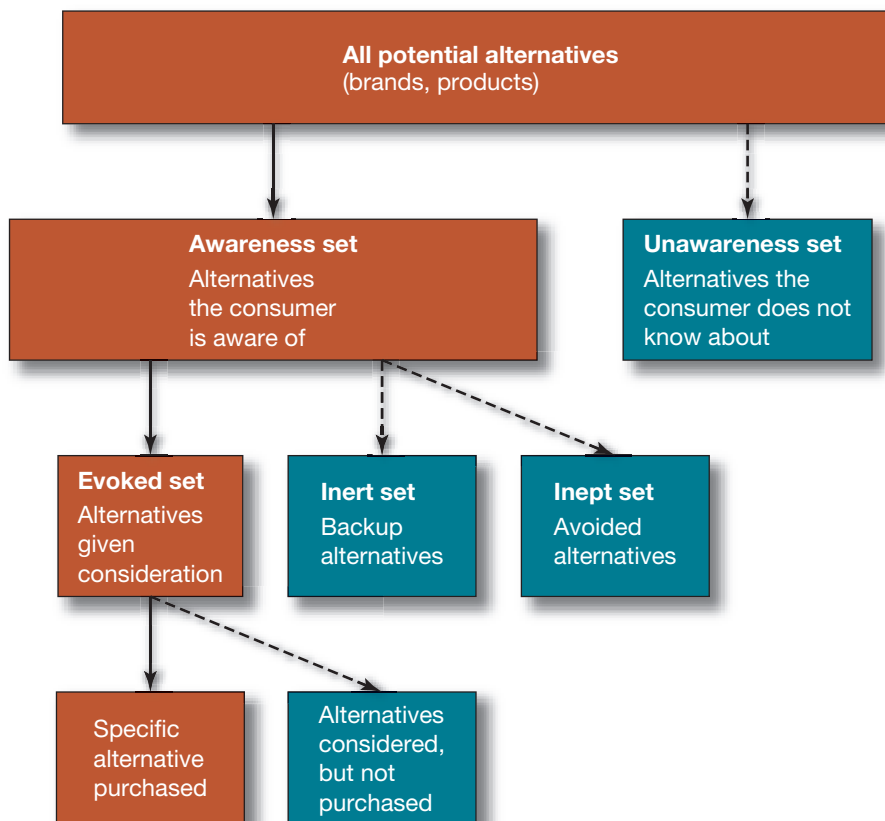 All potential alternatives
(brands, products)
Awareness set
Alternatives
the consumer
is aware of
Unawareness set
Alternatives the
consumer does not
know about
Evoked set
Alternatives
given
consideration
Inert set
Backup
alternatives
Inept set
Avoided
alternatives
Specific
alternative
purchased
Alternatives
considered,
but not
purchased